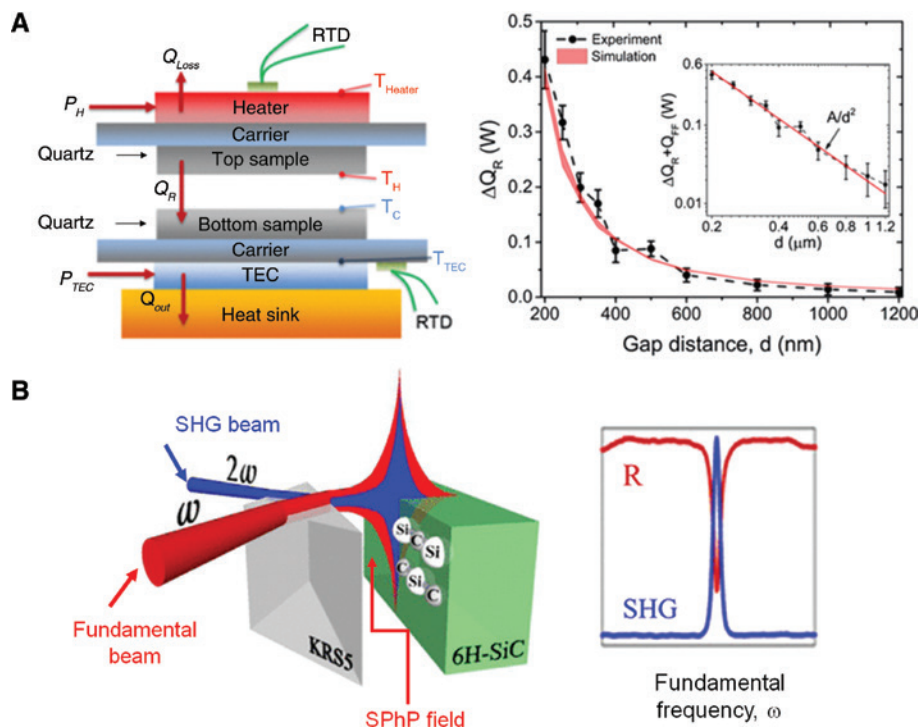 A
RTD
Q_Loss
T_Heater
P_H
Heater
Carrier
Quartz
Top sample
T_H
Q_R
T_C
Quartz
Bottom sample
Carrier
T_TEC
P_TEC
TEC
Q_out
RTD
Heat sink
0.5
0.4
0.3
0.2
0.1
0.0
ΔQ_R (W)
Experiment
Simulation
0.6
0.1
0.01
ΔQ_R+Q_FF (W)
A/d²
0.2 0.4 0.6 0.8 1.2
d (μm)
200 400 600 800 1000 1200
Gap distance, d (nm)
B
SHG beam
2ω
ω
Fundamental
beam
KRS5
Si
C
Si
C
Si
C
6H-SiC
SPhP field
R
SHG
Fundamental
frequency, ω